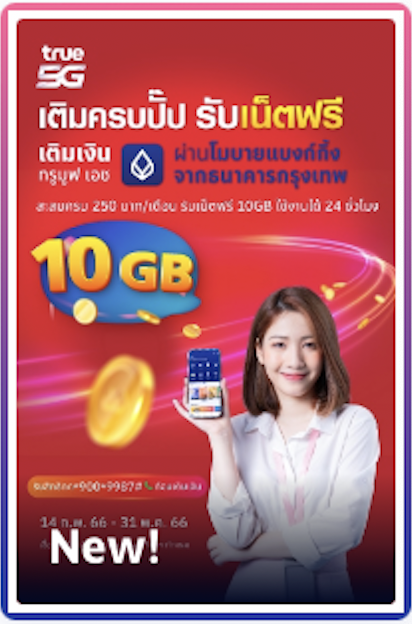 true
5G
เติมครบปั๊ป รับเน็ตฟรี
เติมเงิน
ทรูมูฟ เอช
ผ่านโมบายแบงก์กิ้ง
จากธนาคารกรุงเทพ
สะสมครบ 250 บาท/เดือน รับเน็ตฟรี 10GB ใช้งานได้ 24 ชั่วโมง
10 GB
*900*9987#
14 ก.พ. 66 - 31 พ.ค. 66
New!